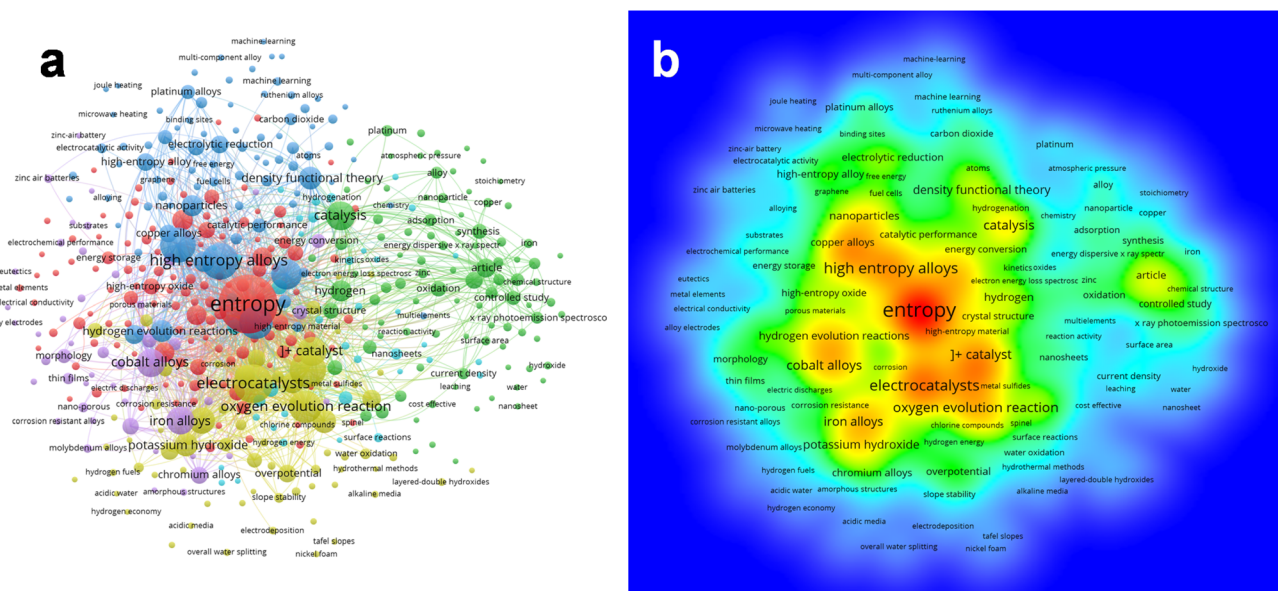 a
machine-learning
multi-component alloy
joule heating
machine learning
platinum alloys
ruthenium alloys
microwave heating
binding sites
carbon dioxide
zinc-air battery
platinum
electrocatalytic activity
electrolytic reduction
atoms
atmospheric pressure
high-entropy alloy
free energy
zinc air batteries
graphene
fuel cells
density functional theory
alloy
stoichiometry
alloying
hydrogenation
nanoparticle
copper
nanoparticles
chemistry
catalysis
adsorption
substrates
copper alloys
catalytic performance
synthesis
electrochemical performance
energy conversion
energy dispersive x ray spectr
iron
energy storage
high entropy alloys
kinetics
oxides
article
eutectics
electron energy loss spectrosc
zinc
chemical structure
metal elements
high-entropy oxide
hydrogen
oxidation
controlled study
electrical conductivity
porous materials
entropy
crystal structure
multielements
x ray photoemission spectrosco
alloy electrodes
hydrogen evolution reactions
high-entropy material
reaction activity
surface area
morphology
cobalt alloys
]+ catalyst
nanosheets
corrosion
hydroxide
thin films
electric discharges
electrocatalysts
metal sulfides
current density
leaching
water
nano-porous
corrosion resistance
oxygen evolution reaction
cost effective
nanosheet
corrosion resistant alloys
iron alloys
chlorine compounds
spinel
molybdenum alloys
potassium hydroxide
hydrogen energy
surface reactions
water oxidation
hydrogen fuels
chromium alloys
overpotential
hydrothermal methods
layered-double hydroxides
acidic water
amorphous structures
slope stability
alkaline media
hydrogen economy
acidic media
electrodeposition
tafel slopes
overall water splitting
nickel foam
b
machine-learning
multi-component alloy
joule heating
machine learning
platinum alloys
ruthenium alloys
microwave heating
binding sites
carbon dioxide
zinc-air battery
platinum
electrocatalytic activity
electrolytic reduction
atoms
atmospheric pressure
high-entropy alloy
free energy
zinc air batteries
graphene
fuel cells
density functional theory
alloy
stoichiometry
alloying
hydrogenation
nanoparticle
copper
nanoparticles
chemistry
catalysis
adsorption
substrates
copper alloys
catalytic performance
synthesis
electrochemical performance
energy conversion
energy dispersive x ray spectr
iron
energy storage
high entropy alloys
kinetics
oxides
article
eutectics
electron energy loss spectrosc
zinc
chemical structure
metal elements
high-entropy oxide
hydrogen
oxidation
controlled study
electrical conductivity
porous materials
entropy
crystal structure
multielements
x ray photoemission spectrosco
alloy electrodes
hydrogen evolution reactions
high-entropy material
reaction activity
surface area
morphology
cobalt alloys
]+ catalyst
nanosheets
corrosion
hydroxide
thin films
electric discharges
electrocatalysts
metal sulfides
current density
leaching
water
nano-porous
corrosion resistance
oxygen evolution reaction
cost effective
nanosheet
corrosion resistant alloys
iron alloys
chlorine compounds
spinel
molybdenum alloys
potassium hydroxide
hydrogen energy
surface reactions
water oxidation
hydrogen fuels
chromium alloys
overpotential
hydrothermal methods
layered-double hydroxides
acidic water
amorphous structures
slope stability
alkaline media
hydrogen economy
acidic media
electrodeposition
tafel slopes
overall water splitting
nickel foam